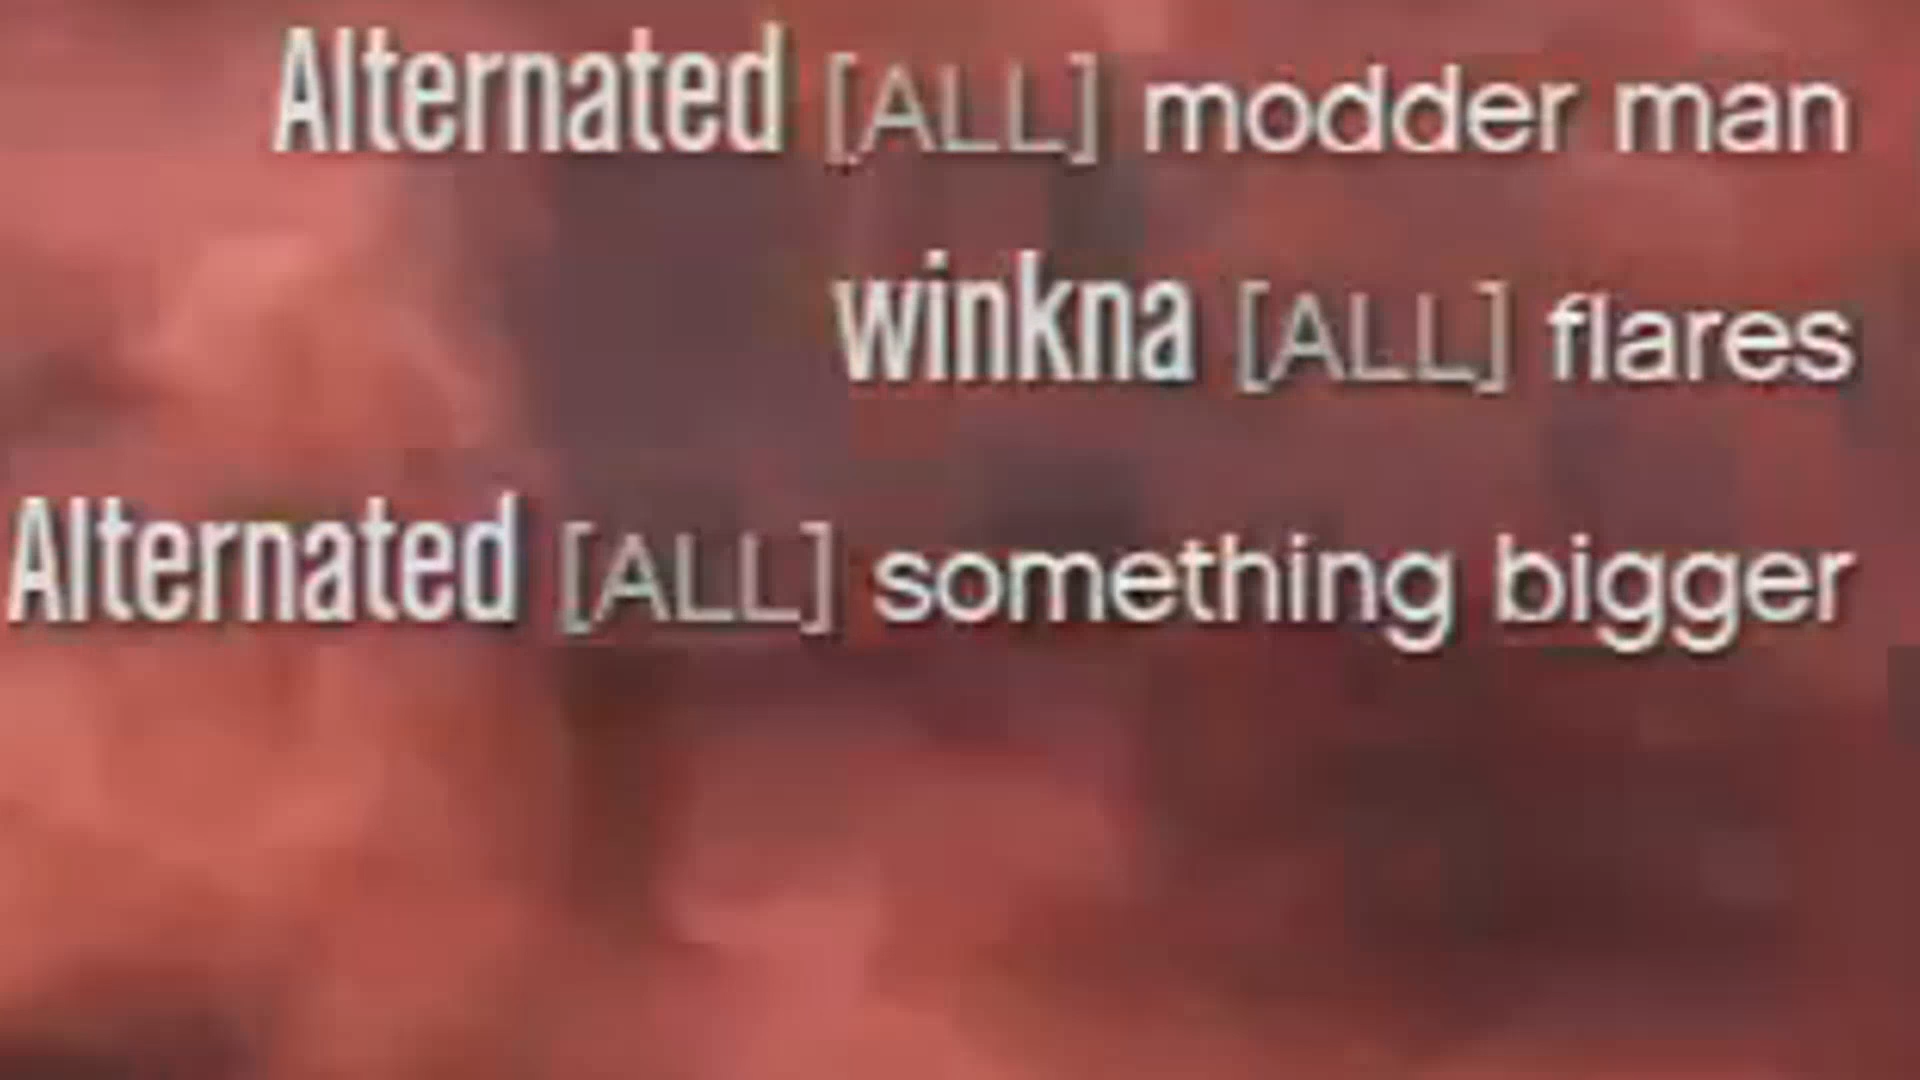 Alternated [ALL] modder man
winkna [ALL] flares
Alternated [ALL] something bigger